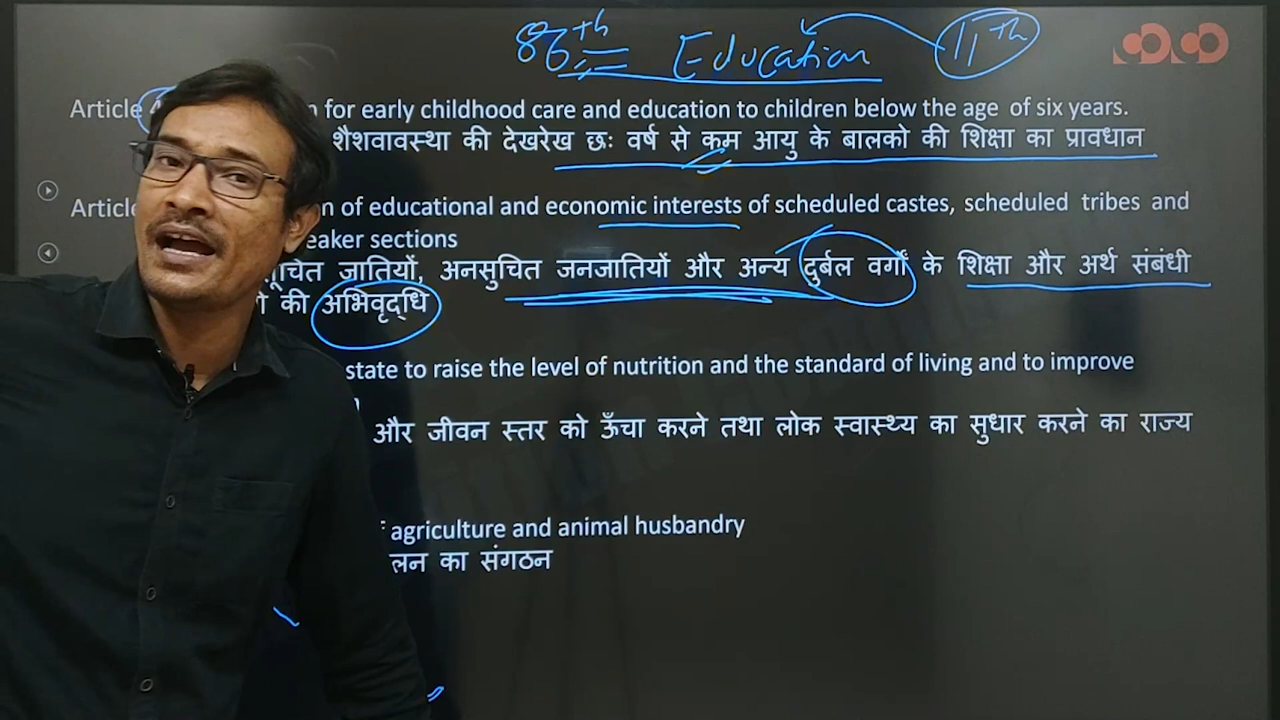 86th Education 11th
Article for early childhood care and education to children below the age of six years.
शैशवावस्था की देखरेख छः वर्ष से कम आयु के बालको की शिक्षा का प्रावधान
of educational and economic interests of scheduled castes, scheduled tribes and
sections
जातियों, अनसुचित जनजातियों और अन्य दुर्बल वर्गों के शिक्षा और अर्थ संबंधी
की अभिवृद्धि
state to raise the level of nutrition and the standard of living and to improve
और जीवन स्तर को ऊँचा करने तथा लोक स्वास्थ्य का सुधार करने का राज्य
agriculture and animal husbandry
का संगठन